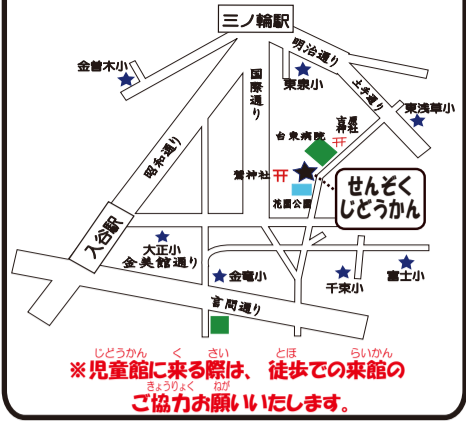 三ノ輪駅
明治通り
金曽木小
国際通り
東泉小
土手通り
東浅草小
吉原
神社
台東病院
昭和通り
鷲神社
せんぞく
じどうかん
花園公園
入谷駅
大正小
金美館通り
金竜小
千束小
富士小
言問通り
じどうかん く さい とほ らいかん
※児童館に来る際は、徒歩での来館の
きょうりょく ねが
ご協力お願いいたします。